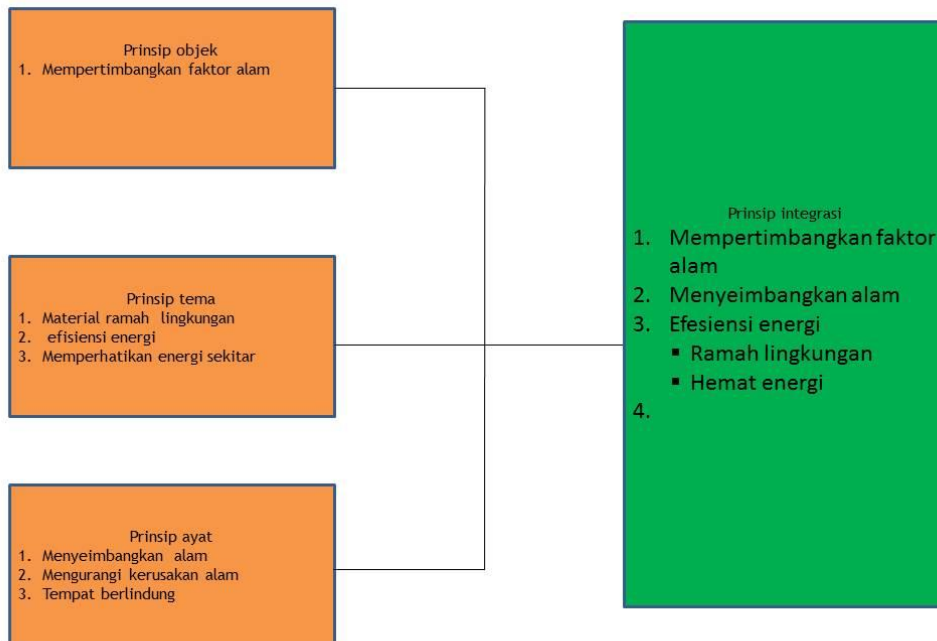 Prinsip objek
1. Mempertimbangkan faktor alam
Prinsip tema
1. Material ramah lingkungan
2. efisiensi energi
3. Memperhatikan energi sekitar
Prinsip ayat
1. Menyeimbangkan alam
2. Mengurangi kerusakan alam
3. Tempat berlindung
Prinsip integrasi
1. Mempertimbangkan faktor
alam
2. Menyeimbangkan alam
3. Efesiensi energi
▪ Ramah lingkungan
▪ Hemat energi
4.